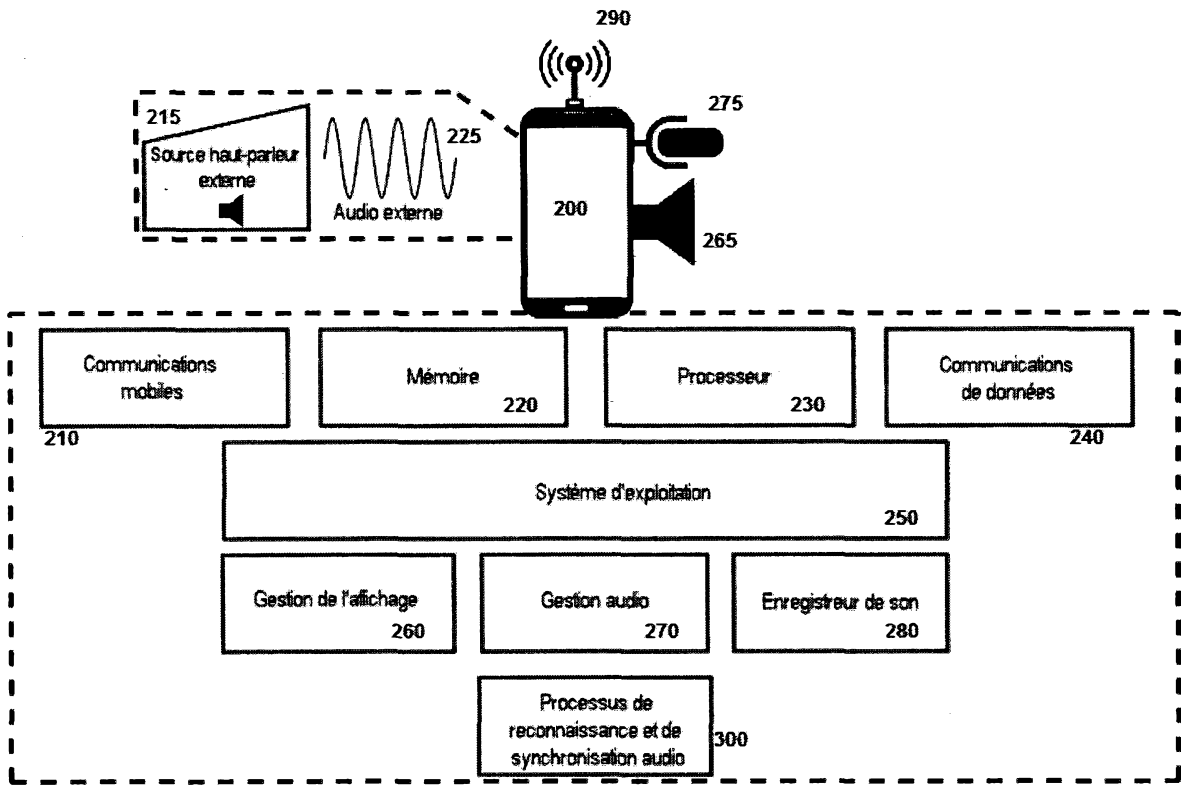 290
215
Source haut-parleur
externe
225
Audio externe
275
200
265
Communications
mobiles
210
Mémoire
220
Processeur
230
Communications
de données
240
Système d'exploitation
250
Gestion de l'affichage
260
Gestion audio
270
Enregistreur de son
280
Processus de
reconnaissance et de
synchronisation audio
300